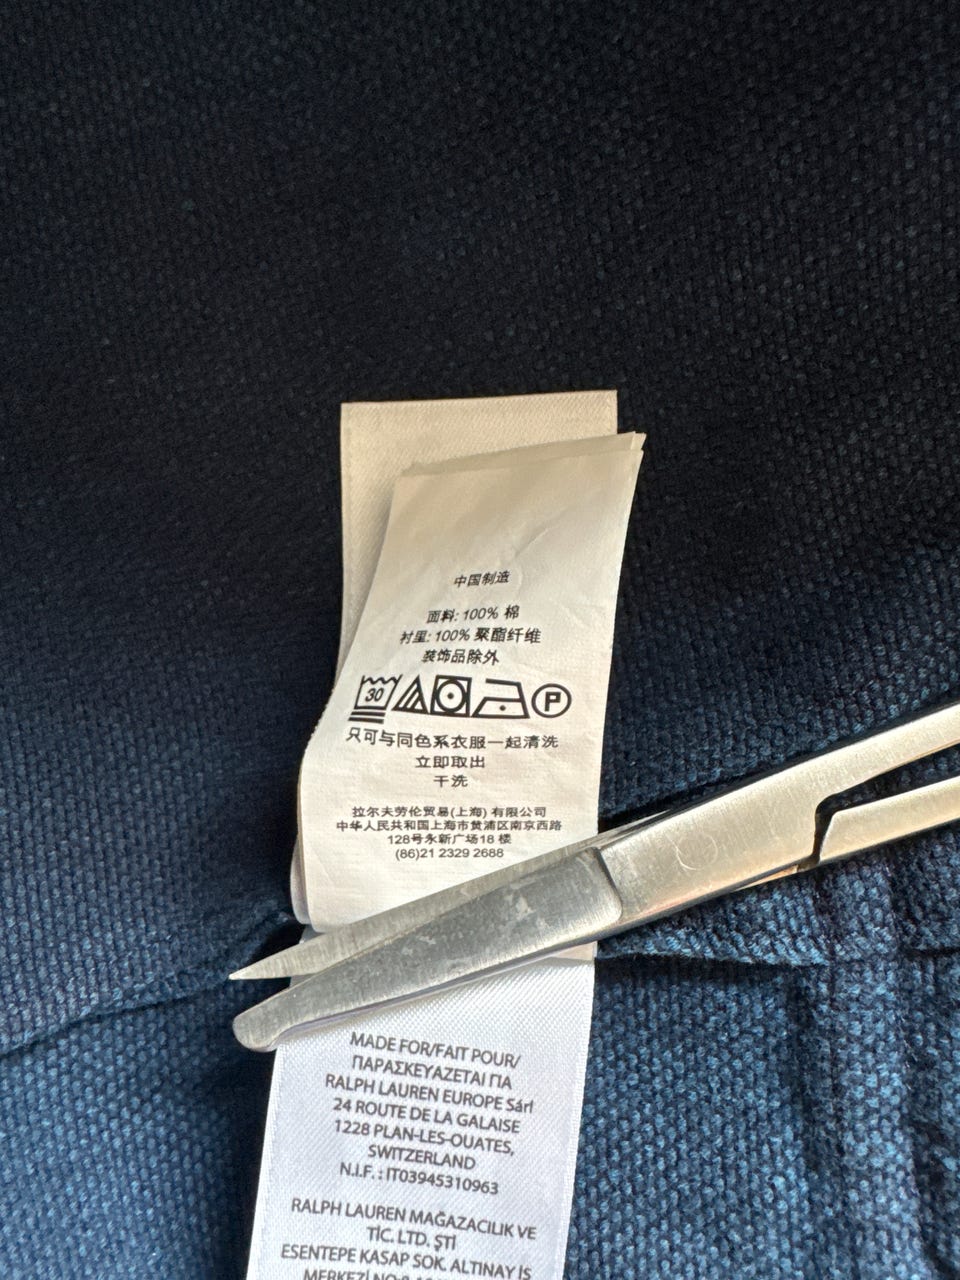 中国制造
面料: 100% 棉
衬里: 100% 聚酯纤维
装饰品除外
30 P
只可与同色系衣服一起清洗
立即取出
干洗
拉尔夫劳伦贸易(上海) 有限公司
中华人民共和国上海市黄浦区南京西路
128号永新广场18 楼
(86)21 2329 2688
MADE FOR/FAIT POUR/
ΠΑΡΑΣΚΕΥΑΖΕΤΑΙ ΓΙΑ
RALPH LAUREN EUROPE Sárl
24 ROUTE DE LA GALAISE
1228 PLAN-LES-OUATES,
SWITZERLAND
N.I.F. : IT03945310963
RALPH LAUREN MAĞAZACILIK VE
TİC. LTD. ŞTİ
ESENTEPE KASAP SOK. ALTINAY IS
MERKEZİ